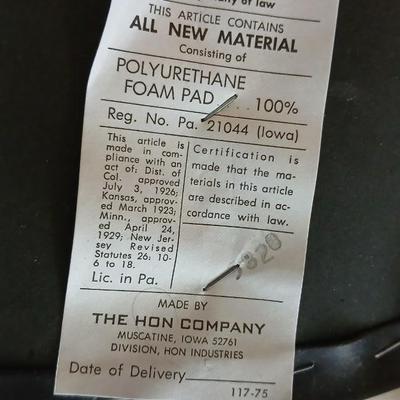 of law
THIS ARTICLE CONTAINS
ALL NEW MATERIAL
Consisting of
POLYURETHANE
FOAM PAD ... 100%
Reg. No. Pa. 21044 (Iowa)
This article is
made in com-
pliance with an
act of: Dist. of
Col. approved
July 3, 1926;
Kansas, approv-
ed March 1923;
Minn., approv-
ed April 24,
1929; New Jer-
sey Revised
Statutes 26: 10-
6 to 18.
Lic. in Pa.
Certification is
made that the ma-
terials in this article
are described in ac-
cordance with law.
820
MADE BY
THE HON COMPANY
MUSCATINE, IOWA 52761
DIVISION, HON INDUSTRIES
Date of Delivery
117-75